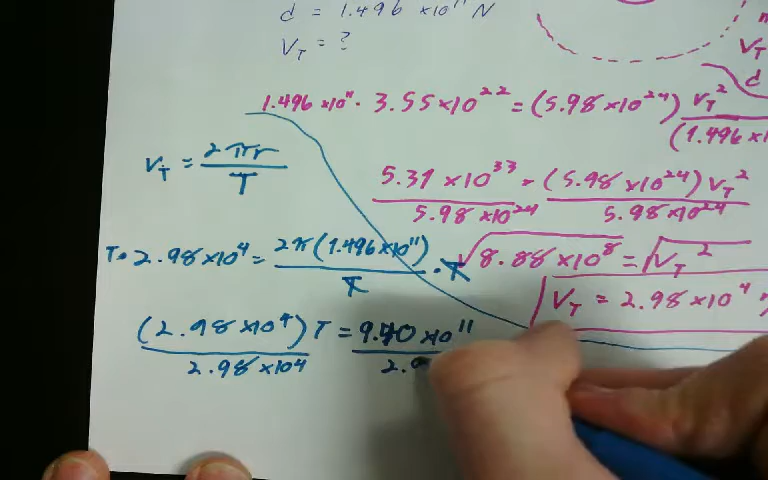 d = 1.496 ×10¹¹ N
V_T = ?
1.496 ×10¹¹ · 3.55×10²² = (5.98 ×10²⁴) V_T² / (1.496 ×1
V_T
d
V_T = 2πr / T
5.31 ×10³³ / 5.98 ×10²⁴ = (5.98 ×10²⁴) V_T² / 5.98 ×10²⁴
T · 2.98 ×10⁴ = 2π (1.496 ×10¹¹) / T · T
√8.88 ×10⁸ = √V_T²
V_T = 2.98 ×10⁴
(2.98 ×10⁴) T = 9.40 ×10¹¹
2.98 ×10⁴